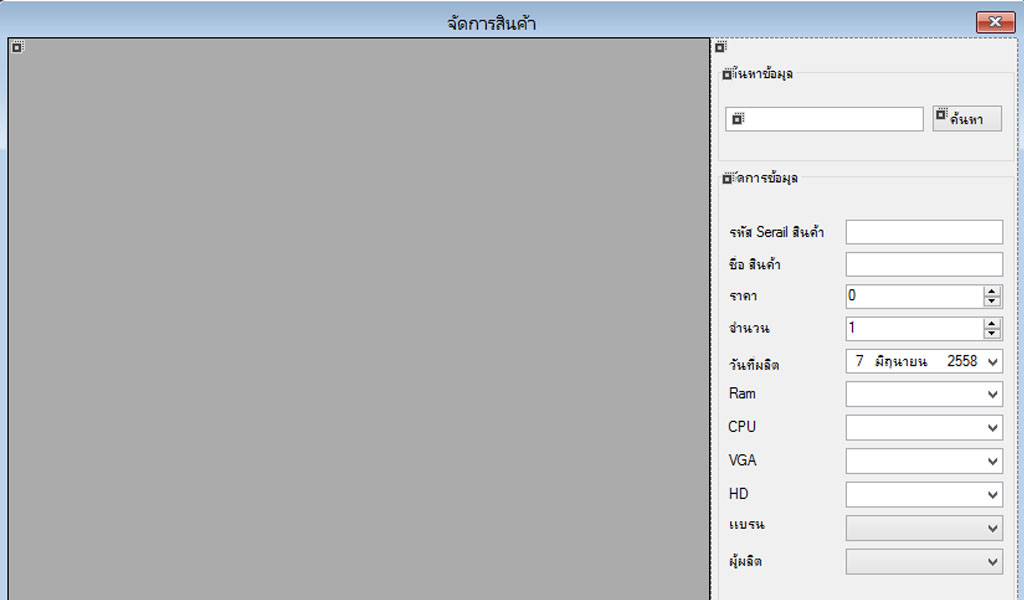 จัดการสินค้า
ค้นหาข้อมูล
ค้นหา
จัดการข้อมูล
รหัส Serail สินค้า
ชื่อ สินค้า
ราคา 0
จำนวน 1
วันที่ผลิต 7 มิถุนายน 2558
Ram
CPU
VGA
HD
แบรน
ผู้ผลิต